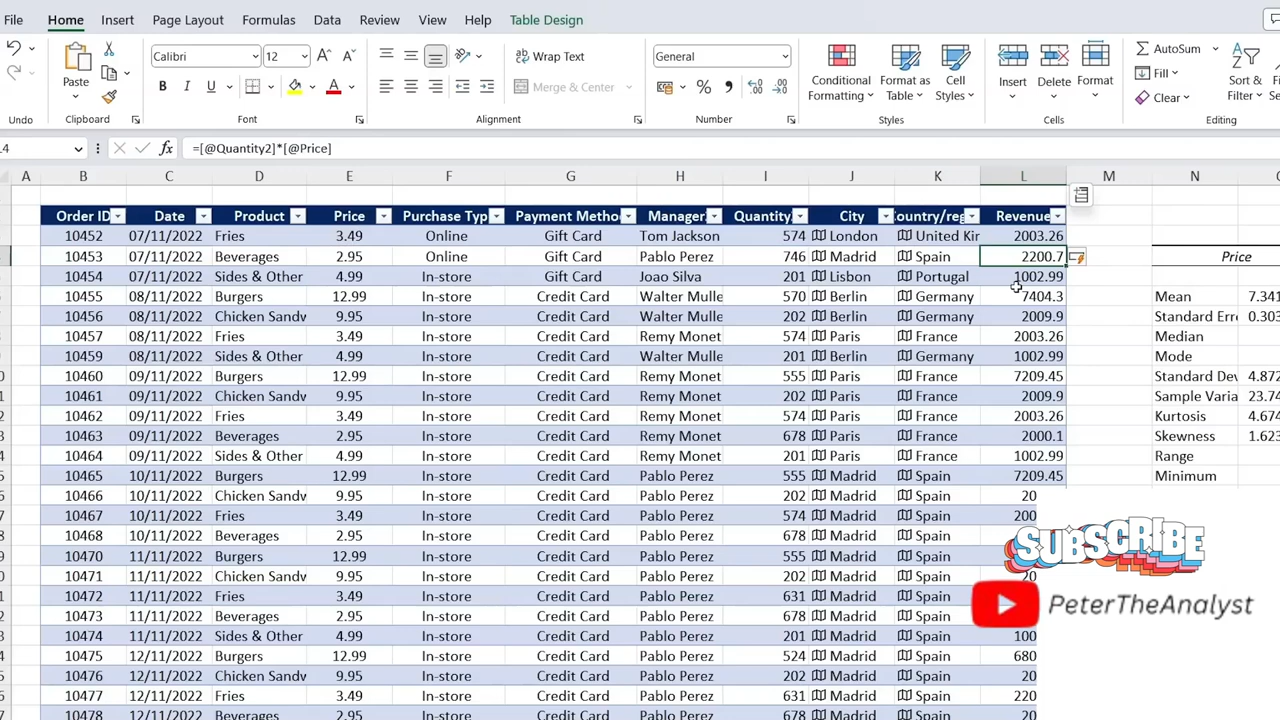 File Home Insert Page Layout Formulas Data Review View Help Table Design
Calibri 12 Wrap Text General AutoSum
Paste B I U Merge & Center Conditional Formatting Format as Table Cell Styles Insert Delete Format Fill Clear Sort & Filter
Undo Clipboard Font Alignment Number Styles Cells Editing
fx =[@Quantity2]*[@Price]
A B C D E F G H I J K L M N
Order ID Date Product Price Purchase Typ Payment Metho Manager Quantity City Country/reg Revenue
10452 07/11/2022 Fries 3.49 Online Gift Card Tom Jackson 574 London United Kin 2003.26
10453 07/11/2022 Beverages 2.95 Online Gift Card Pablo Perez 746 Madrid Spain 2200.7 Price
10454 07/11/2022 Sides & Other 4.99 In-store Gift Card Joao Silva 201 Lisbon Portugal 1002.99
10455 08/11/2022 Burgers 12.99 In-store Credit Card Walter Mulle 570 Berlin Germany 7404.3 Mean 7.341
10456 08/11/2022 Chicken Sandw 9.95 In-store Credit Card Walter Mulle 202 Berlin Germany 2009.9 Standard Erro 0.303
10457 08/11/2022 Fries 3.49 In-store Credit Card Remy Monet 574 Paris France 2003.26 Median
10459 08/11/2022 Sides & Other 4.99 In-store Credit Card Walter Mulle 201 Berlin Germany 1002.99 Mode
10460 09/11/2022 Burgers 12.99 In-store Credit Card Remy Monet 555 Paris France 7209.45 Standard Dev 4.872
10461 09/11/2022 Chicken Sandw 9.95 In-store Credit Card Remy Monet 202 Paris France 2009.9 Sample Varia 23.74
10462 09/11/2022 Fries 3.49 In-store Credit Card Remy Monet 574 Paris France 2003.26 Kurtosis 4.674
10463 09/11/2022 Beverages 2.95 In-store Credit Card Remy Monet 678 Paris France 2000.1 Skewness 1.623
10464 09/11/2022 Sides & Other 4.99 In-store Credit Card Remy Monet 201 Paris France 1002.99 Range
10465 10/11/2022 Burgers 12.99 In-store Credit Card Pablo Perez 555 Madrid Spain 7209.45 Minimum
10466 10/11/2022 Chicken Sandw 9.95 In-store Credit Card Pablo Perez 202 Madrid Spain 20
10467 10/11/2022 Fries 3.49 In-store Credit Card Pablo Perez 574 Madrid Spain 200
10468 10/11/2022 Beverages 2.95 In-store Credit Card Pablo Perez 678 Madrid Spain
10470 11/11/2022 Burgers 12.99 In-store Credit Card Pablo Perez 555 Madrid Spain
10471 11/11/2022 Chicken Sandw 9.95 In-store Credit Card Pablo Perez 202 Madrid Spain 20
10472 11/11/2022 Fries 3.49 In-store Credit Card Pablo Perez 631 Madrid Spain
10473 11/11/2022 Beverages 2.95 In-store Credit Card Pablo Perez 678 Madrid Spain
10474 11/11/2022 Sides & Other 4.99 In-store Credit Card Pablo Perez 201 Madrid Spain 100
10475 12/11/2022 Burgers 12.99 In-store Credit Card Pablo Perez 524 Madrid Spain 680
10476 12/11/2022 Chicken Sandw 9.95 In-store Credit Card Pablo Perez 202 Madrid Spain 20
10477 12/11/2022 Fries 3.49 In-store Credit Card Pablo Perez 631 Madrid Spain 220
10478 12/11/2022 Beverages 2.95 In-store Credit Card Pablo Perez 678 Madrid Spain 20
SUBSCRIBE
PeterTheAnalyst